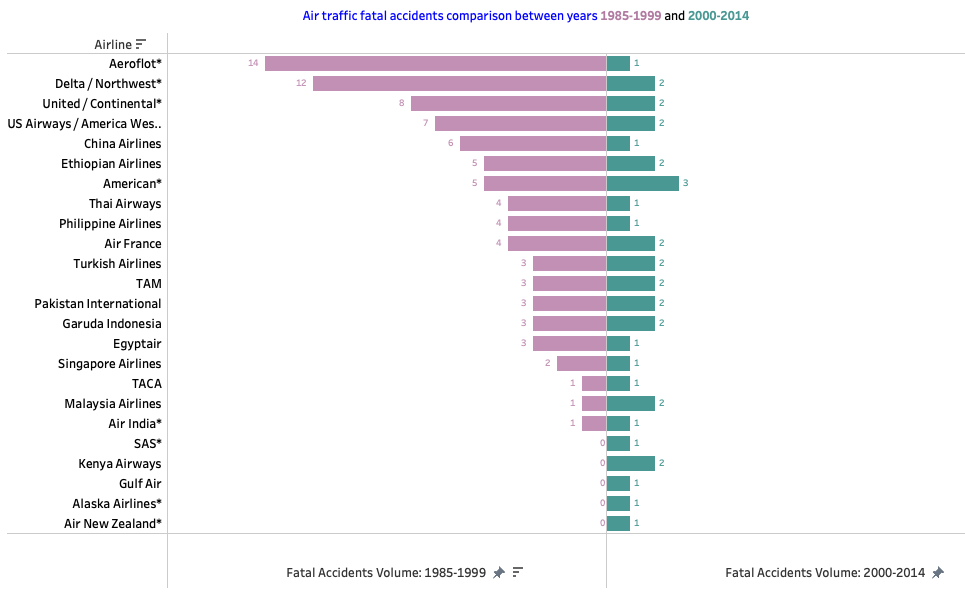 Air traffic fatal accidents comparison between years 1985-1999 and 2000-2014
Airline
Aeroflot* 14 1
Delta / Northwest* 12 2
United / Continental* 8 2
US Airways / America Wes.. 7 2
China Airlines 6 1
Ethiopian Airlines 5 2
American* 5 3
Thai Airways 4 1
Philippine Airlines 4 1
Air France 4 2
Turkish Airlines 3 2
TAM 3 2
Pakistan International 3 2
Garuda Indonesia 3 2
Egyptair 3 1
Singapore Airlines 2 1
TACA 1 1
Malaysia Airlines 1 2
Air India* 1 1
SAS* 0 1
Kenya Airways 0 2
Gulf Air 0 1
Alaska Airlines* 0 1
Air New Zealand* 0 1
Fatal Accidents Volume: 1985-1999 Fatal Accidents Volume: 2000-2014